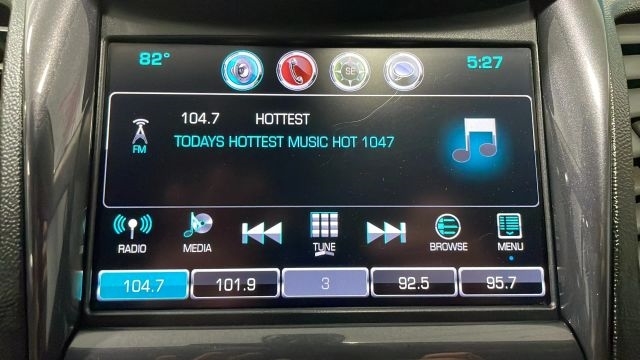 82° SE 5:27
104.7 HOTTEST
FM TODAYS HOTTEST MUSIC HOT 1047
RADIO MEDIA TUNE BROWSE MENU
104.7 101.9 3 92.5 95.7